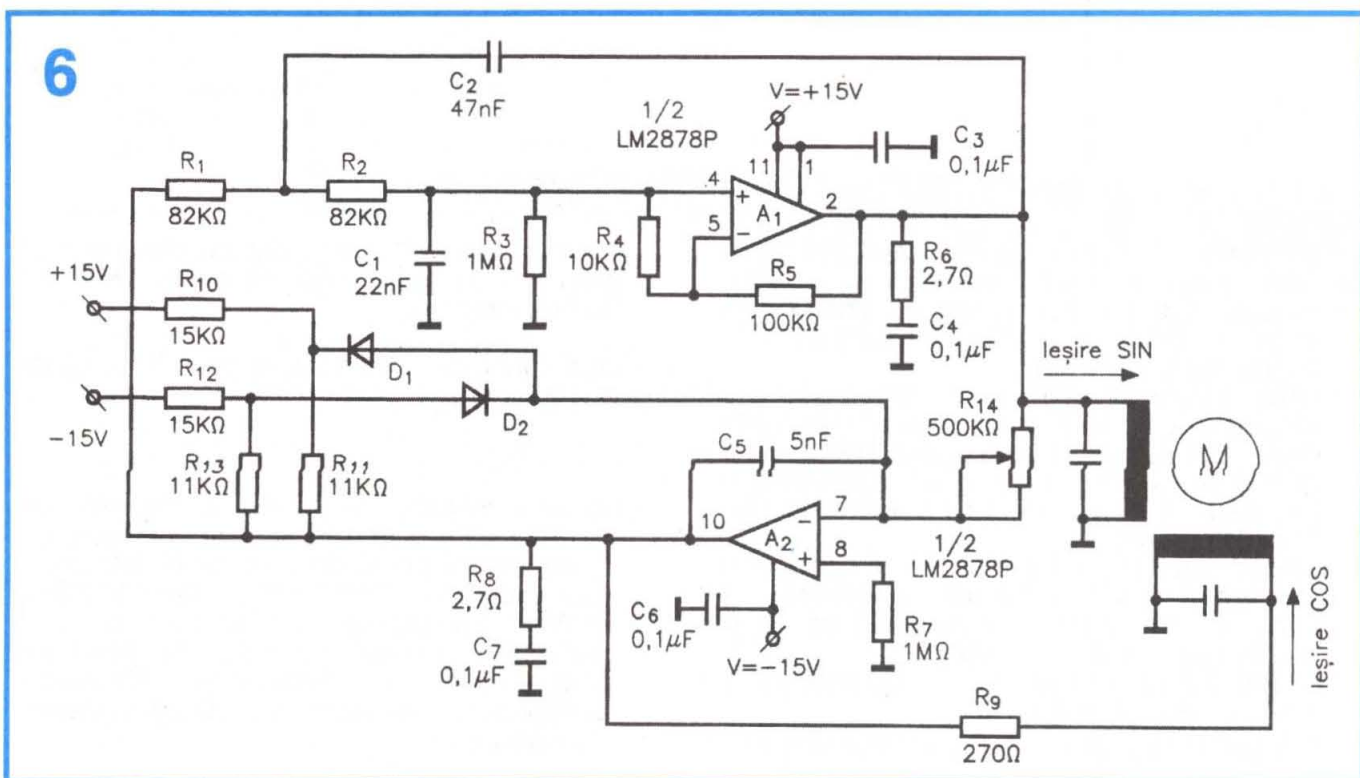 6
C2
47nF
1/2
LM2878P
V=+15V
C3
0,1µF
R1
82KΩ
R2
82KΩ
C1
22nF
R3
1MΩ
R4
10KΩ
4
+
5
−
A1
11
1
2
R5
100KΩ
R6
2,7Ω
C4
0,1µF
+15V
R10
15KΩ
D1
−15V
R12
15KΩ
D2
R13
11KΩ
R11
11KΩ
C5
5nF
Ieșire SIN
R14
500KΩ
M
10
A2
7
−
8
+
1/2
LM2878P
R8
2,7Ω
C7
0,1µF
C6
0,1µF
V=−15V
R7
1MΩ
R9
270Ω
Ieșire COS